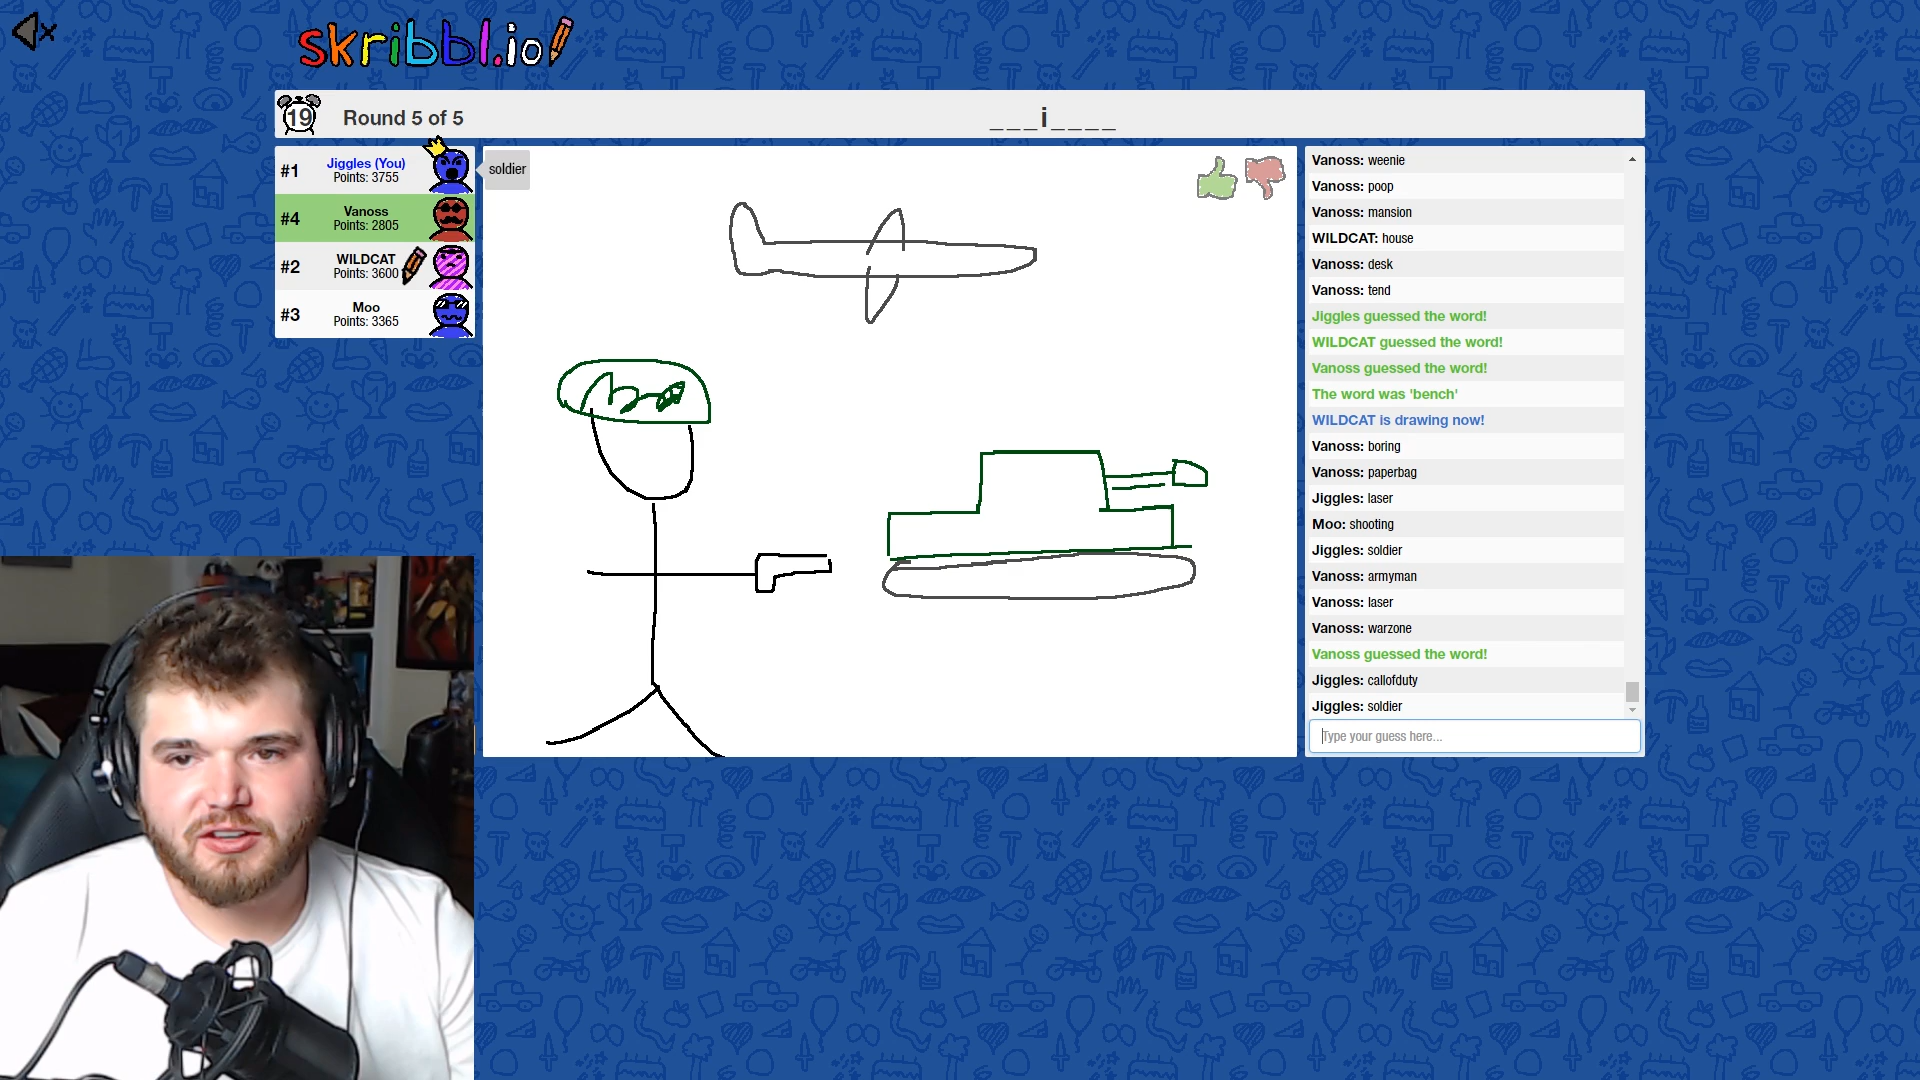 skribbl.io
19
Round 5 of 5
___i____
#1
Jiggles (You)
Points: 3755
#4
Vanoss
Points: 2805
#2
WILDCAT
Points: 3600
#3
Moo
Points: 3365
soldier
Vanoss: weenie
Vanoss: poop
Vanoss: mansion
WILDCAT: house
Vanoss: desk
Vanoss: tend
Jiggles guessed the word!
WILDCAT guessed the word!
Vanoss guessed the word!
The word was 'bench'
WILDCAT is drawing now!
Vanoss: boring
Vanoss: paperbag
Jiggles: laser
Moo: shooting
Jiggles: soldier
Vanoss: armyman
Vanoss: laser
Vanoss: warzone
Vanoss guessed the word!
Jiggles: callofduty
Jiggles: soldier
Type your guess here...